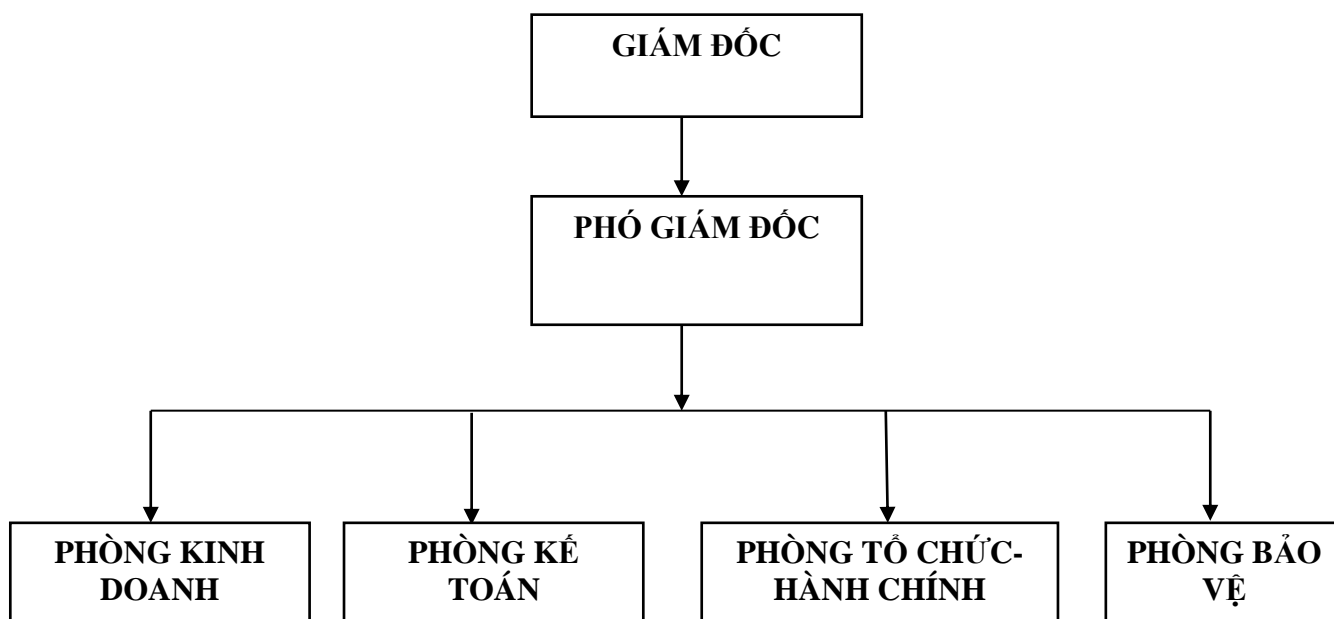 GIÁM ĐỐC
PHÓ GIÁM ĐỐC
PHÒNG KINH
DOANH
PHÒNG KẾ
TOÁN
PHÒNG TỔ CHỨC-
HÀNH CHÍNH
PHÒNG BẢO
VỆ